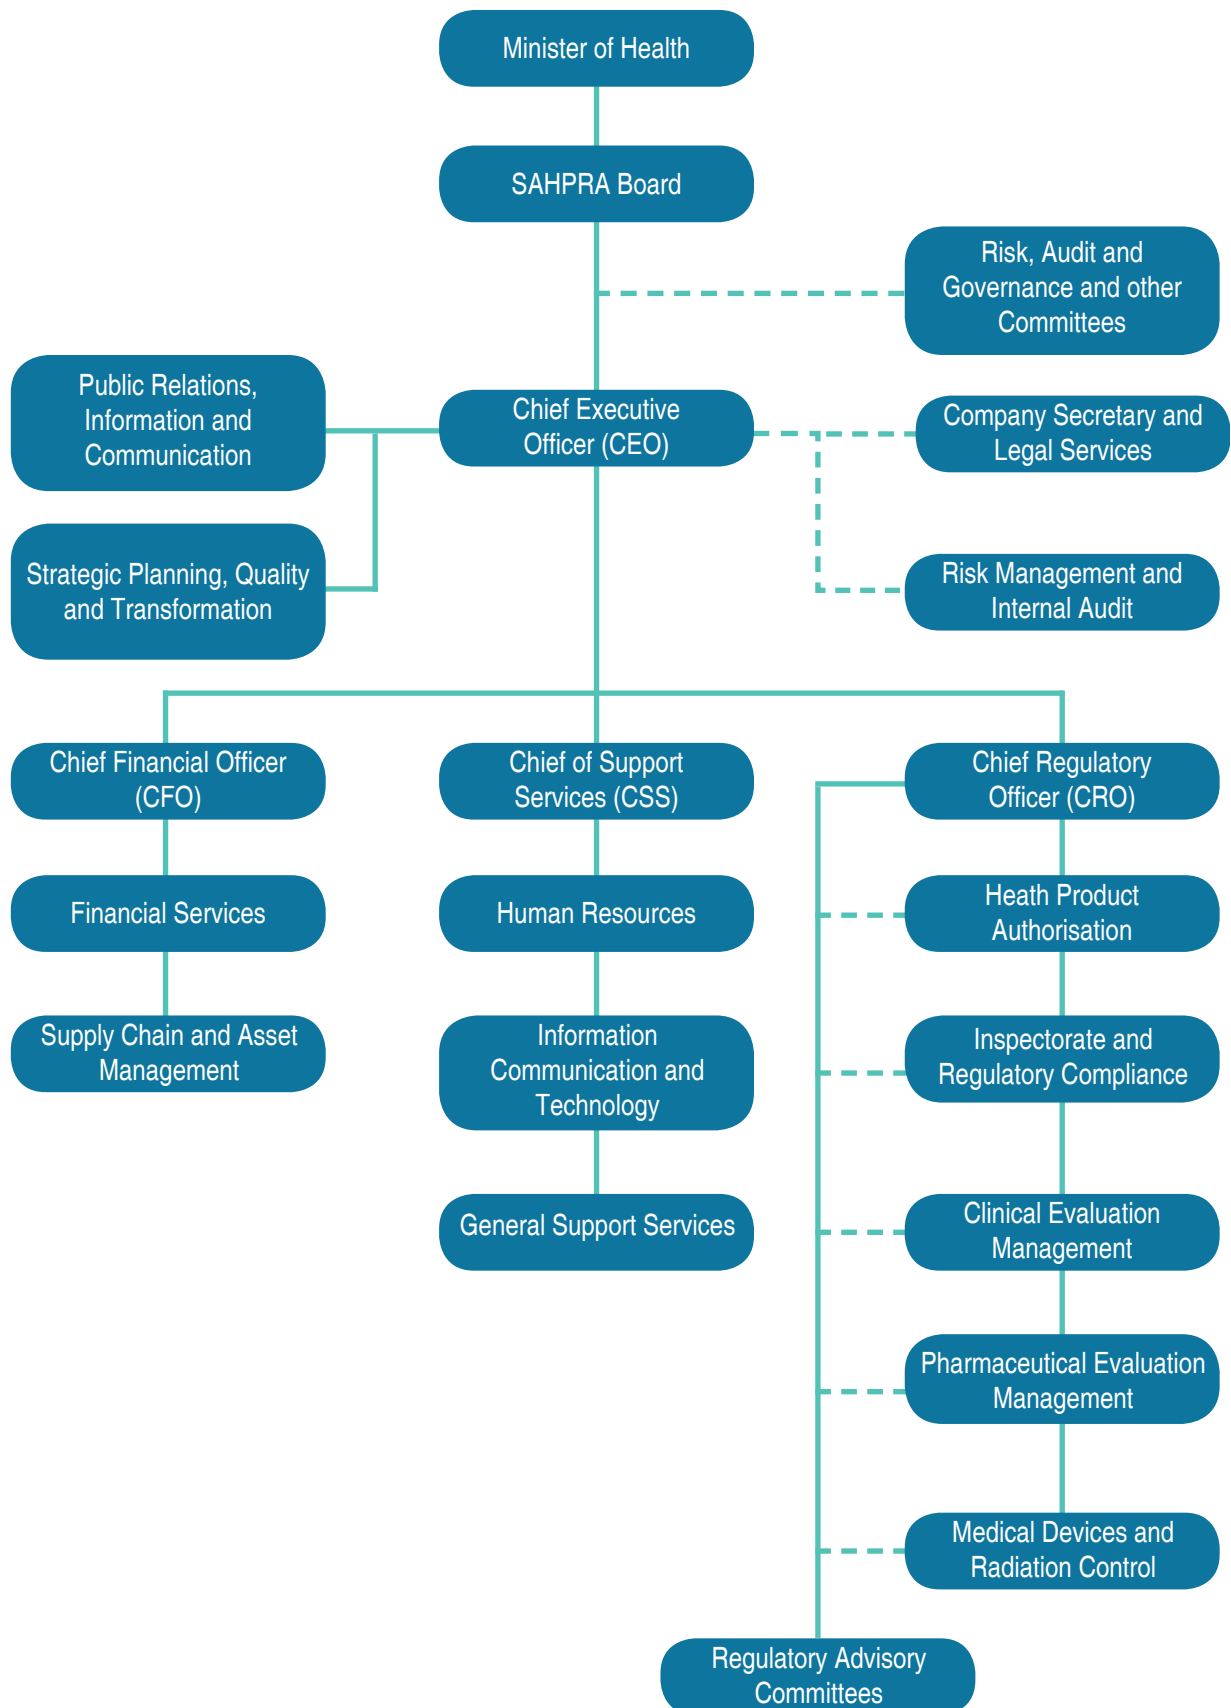 Minister of Health
SAHPRA Board
Risk, Audit and
Governance and other
Committees
Public Relations,
Information and
Communication
Chief Executive
Officer (CEO)
Company Secretary and
Legal Services
Strategic Planning, Quality
and Transformation
Risk Management and
Internal Audit
Chief Financial Officer
(CFO)
Chief of Support
Services (CSS)
Chief Regulatory
Officer (CRO)
Financial Services
Human Resources
Heath Product
Authorisation
Supply Chain and Asset
Management
Information
Communication and
Technology
Inspectorate and
Regulatory Compliance
General Support Services
Clinical Evaluation
Management
Pharmaceutical Evaluation
Management
Medical Devices and
Radiation Control
Regulatory Advisory
Committees